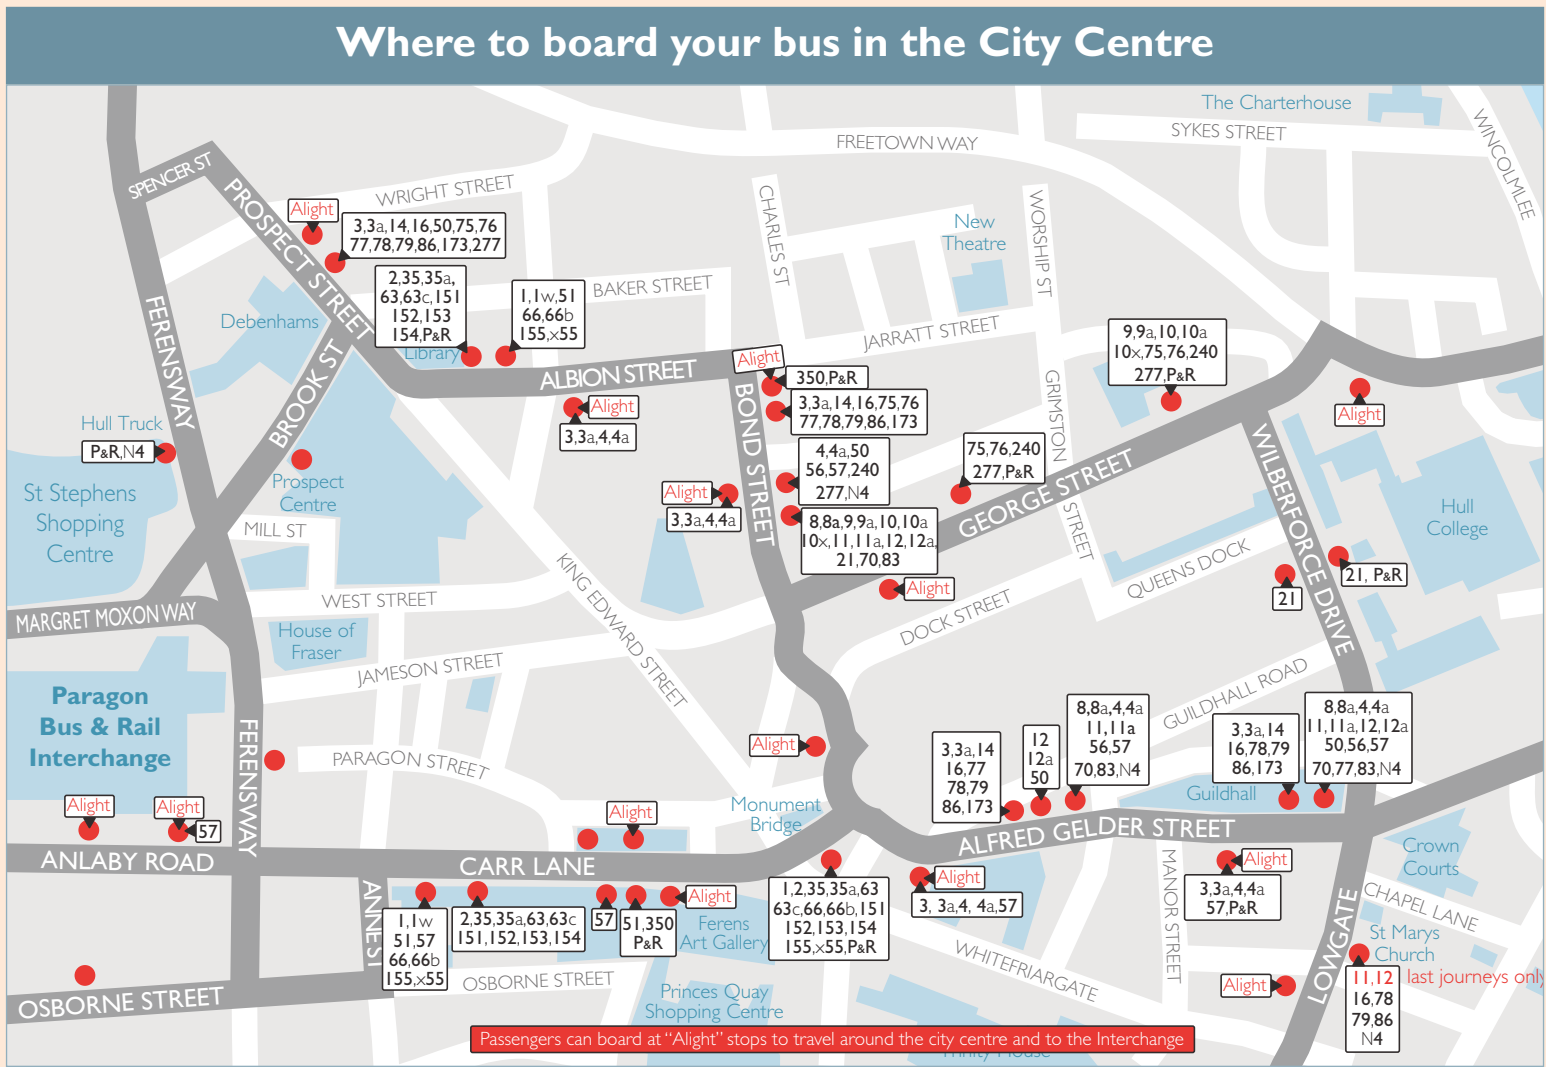 Where to board your bus in the City Centre
The Charterhouse
SYKES STREET
WINCOLMLEE
FREETOWN WAY
SPENCER ST
WRIGHT STREET
PROSPECT STREET
CHARLES ST
WORSHIP ST
New
Theatre
Alight
3,3a,14,16,50,75,76
77,78,79,86,173,277
2,35,35a,
63,63c,151
152,153
154,P&R
1,1w,51
66,66b
155,x55
BAKER STREET
FERENSWAY
Debenhams
Library
JARRATT STREET
BROOK ST
ALBION STREET
Alight
350,P&R
3,3a,14,16,75,76
77,78,79,86,173
9,9a,10,10a
10x,75,76,240
277,P&R
GRIMSTON
STREET
Alight
Alight
3,3a,4,4a
BOND STREET
Hull Truck
P&R,N4
4,4a,50
56,57,240
277,N4
75,76,240
277,P&R
GEORGE STREET
WILBERFORCE DRIVE
St Stephens
Shopping
Centre
Prospect
Centre
Alight
3,3a,4,4a
8,8a,9,9a,10,10a
10x,11,11a,12,12a,
21,70,83
Hull
College
MILL ST
KING EDWARD STREET
QUEENS DOCK
21, P&R
21
Alight
WEST STREET
MARGRET MOXON WAY
DOCK STREET
House of
Fraser
JAMESON STREET
GUILDHALL ROAD
Paragon
Bus & Rail
Interchange
FERENSWAY
PARAGON STREET
Alight
3,3a,14
16,77
78,79
86,173
12
12a
50
8,8a,4,4a
11,11a
56,57
70,83,N4
3,3a,14
16,78,79
86,173
8,8a,4,4a
11,11a,12,12a
50,56,57
70,77,83,N4
Guildhall
Alight
Alight
57
Alight
Monument
Bridge
ALFRED GELDER STREET
ANLABY ROAD
CARR LANE
Crown
Courts
ANNE ST
1,1w
51,57
66,66b
155,x55
2,35,35a,63,63c
151,152,153,154
57
51,350
P&R
Alight
Ferens
Art Gallery
1,2,35,35a,63
63c,66,66b,151
152,153,154
155,x55,P&R
Alight
3, 3a,4, 4a,57
MANOR STREET
Alight
3,3a,4,4a
57,P&R
CHAPEL LANE
LOWGATE
St Marys
Church
WHITEFRIARGATE
OSBORNE STREET
OSBORNE STREET
Princes Quay
Shopping Centre
Alight
11,12 last journeys only
16,78
79,86
N4
Passengers can board at “Alight” stops to travel around the city centre and to the Interchange
Trinity House